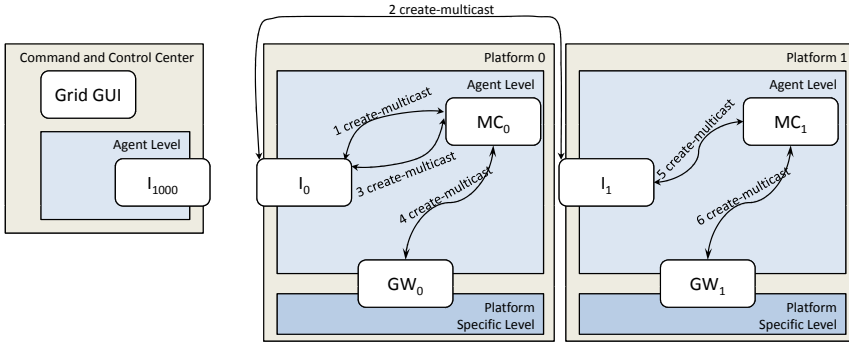 2 create-multicast
Command and Control Center
Grid GUI
Agent Level
I1000
Platform 0
Agent Level
1 create-multicast
MC0
I0
3 create-multicast
4 create-multicast
GW0
Platform
Specific Level
Platform 1
Agent Level
5 create-multicast
MC1
I1
6 create-multicast
GW1
Platform
Specific Level